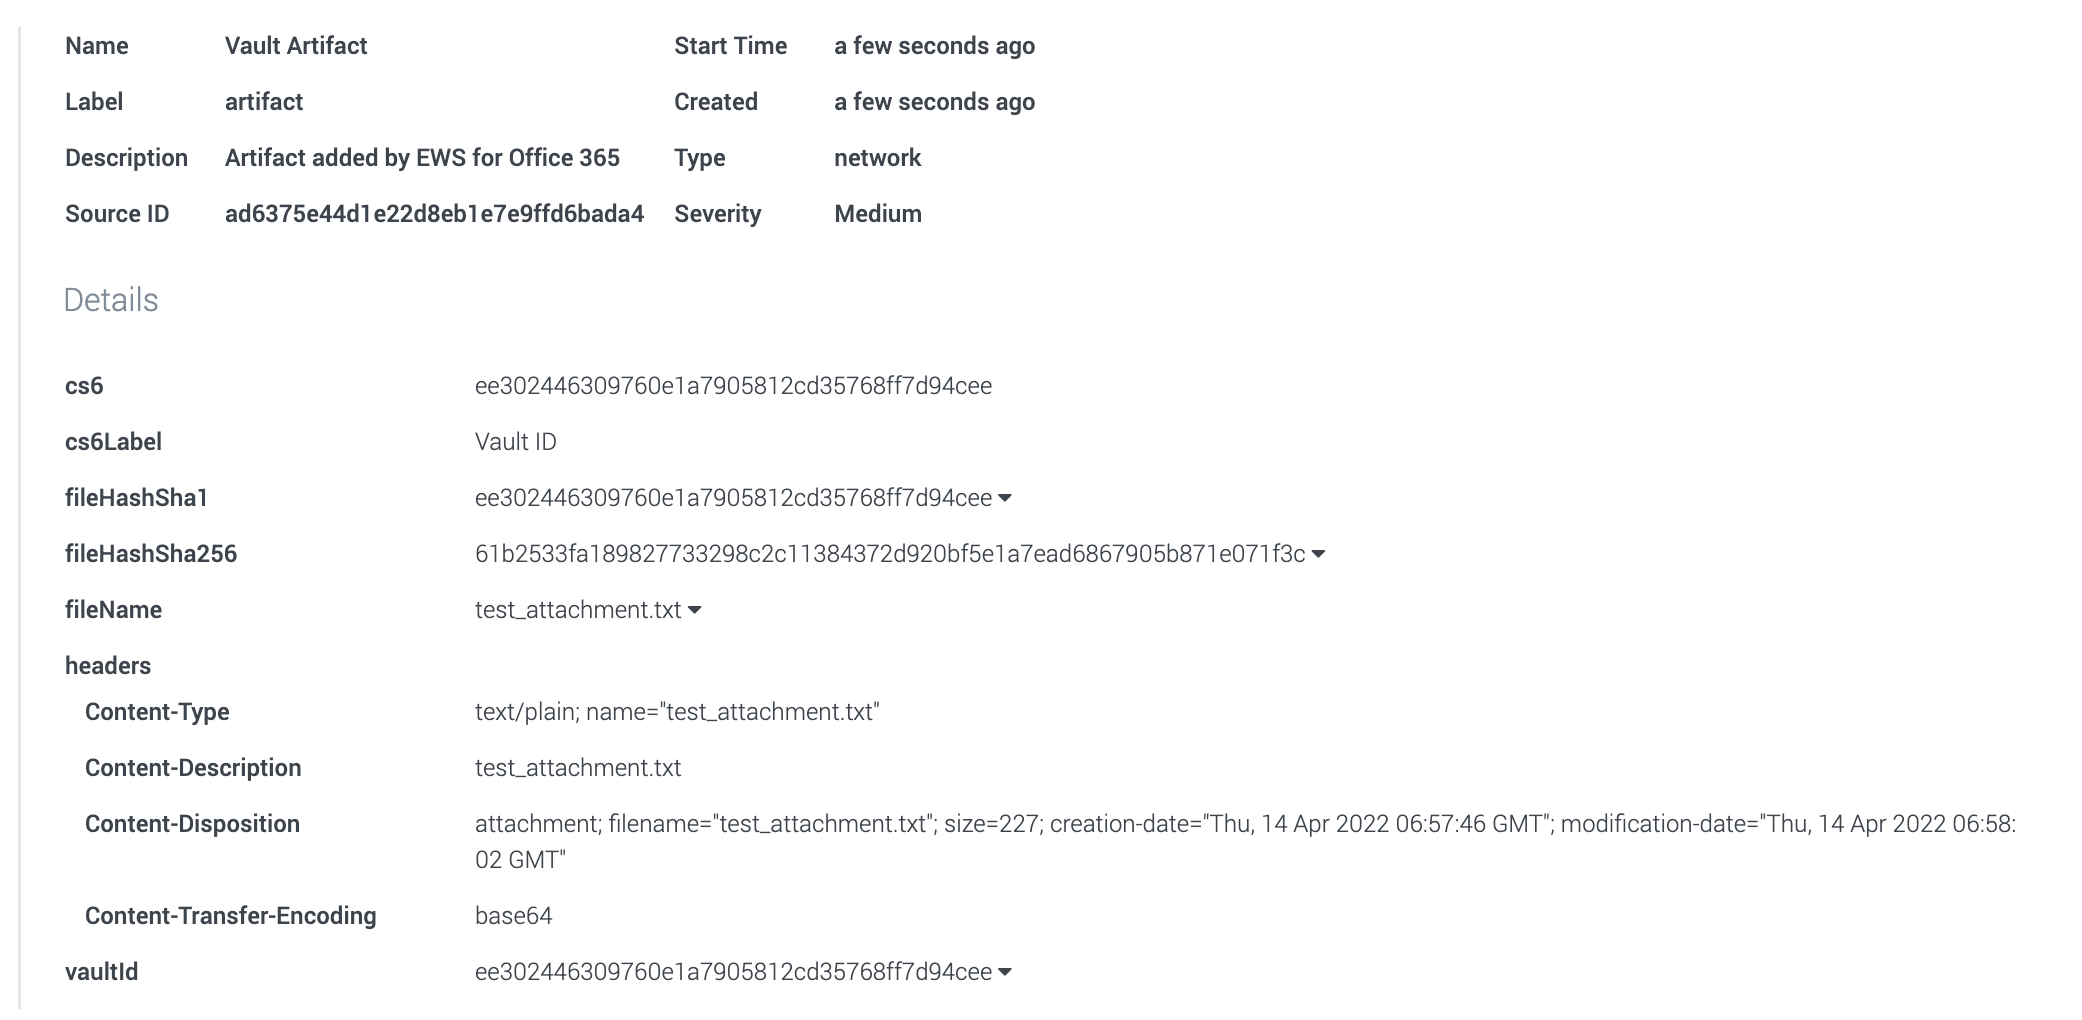 Name Vault Artifact Start Time a few seconds ago
Label artifact Created a few seconds ago
Description Artifact added by EWS for Office 365 Type network
Source ID ad6375e44d1e22d8eb1e7e9ffd6bada4 Severity Medium
Details
cs6 ee302446309760e1a7905812cd35768ff7d94cee
cs6Label Vault ID
fileHashSha1 ee302446309760e1a7905812cd35768ff7d94cee
fileHashSha256 61b2533fa189827733298c2c11384372d920bf5e1a7ead6867905b871e071f3c
fileName test_attachment.txt
headers
Content-Type text/plain; name="test_attachment.txt"
Content-Description test_attachment.txt
Content-Disposition attachment; filename="test_attachment.txt"; size=227; creation-date="Thu, 14 Apr 2022 06:57:46 GMT"; modification-date="Thu, 14 Apr 2022 06:58:
02 GMT"
Content-Transfer-Encoding base64
vaultId ee302446309760e1a7905812cd35768ff7d94cee